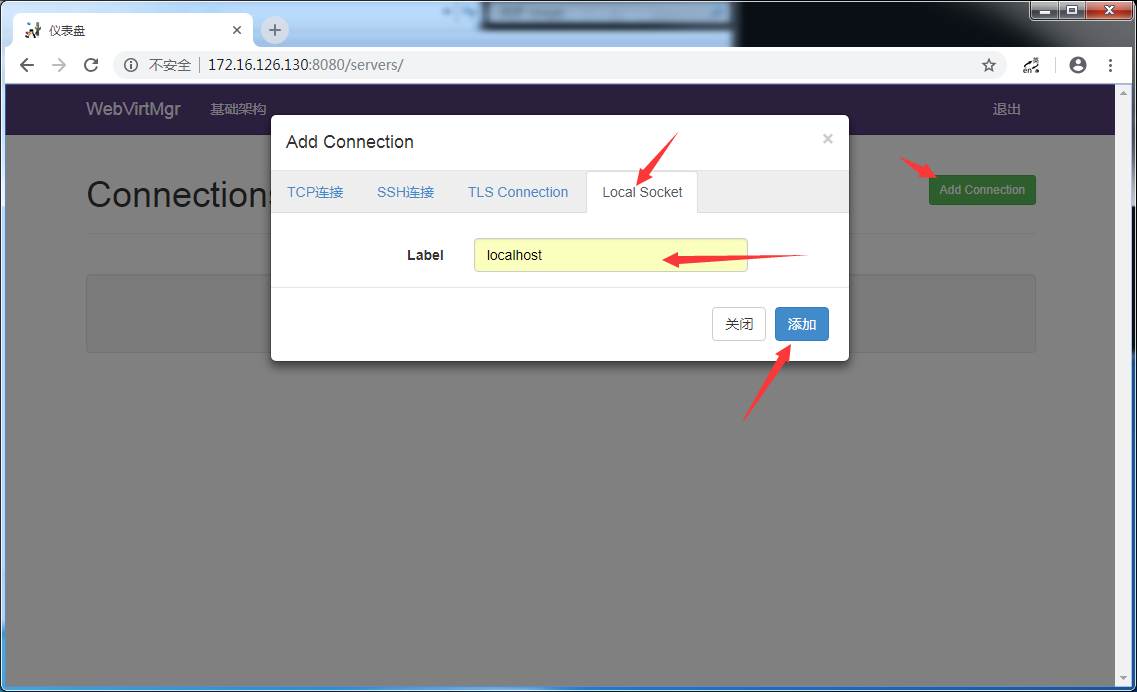 仪表盘
不安全 172.16.126.130:8080/servers/
WebVirtMgr 基础架构 退出
Add Connection
Connections
Add Connection
TCP连接 SSH连接 TLS Connection Local Socket
Label localhost
关闭 添加